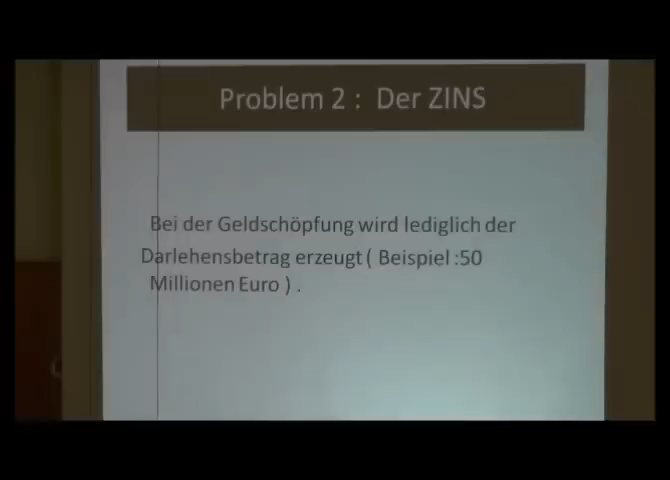 Problem 2 : Der ZINS
Bei der Geldschöpfung wird lediglich der
Darlehensbetrag erzeugt ( Beispiel :50
Millionen Euro ) .